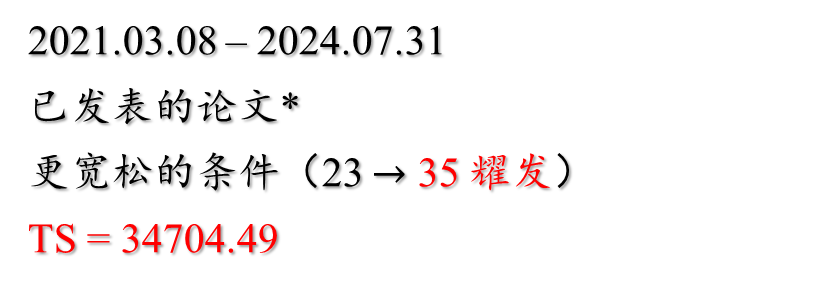 2021.03.08 – 2024.07.31
已发表的论文*
更宽松的条件（23 → 35 耀发）
TS = 34704.49